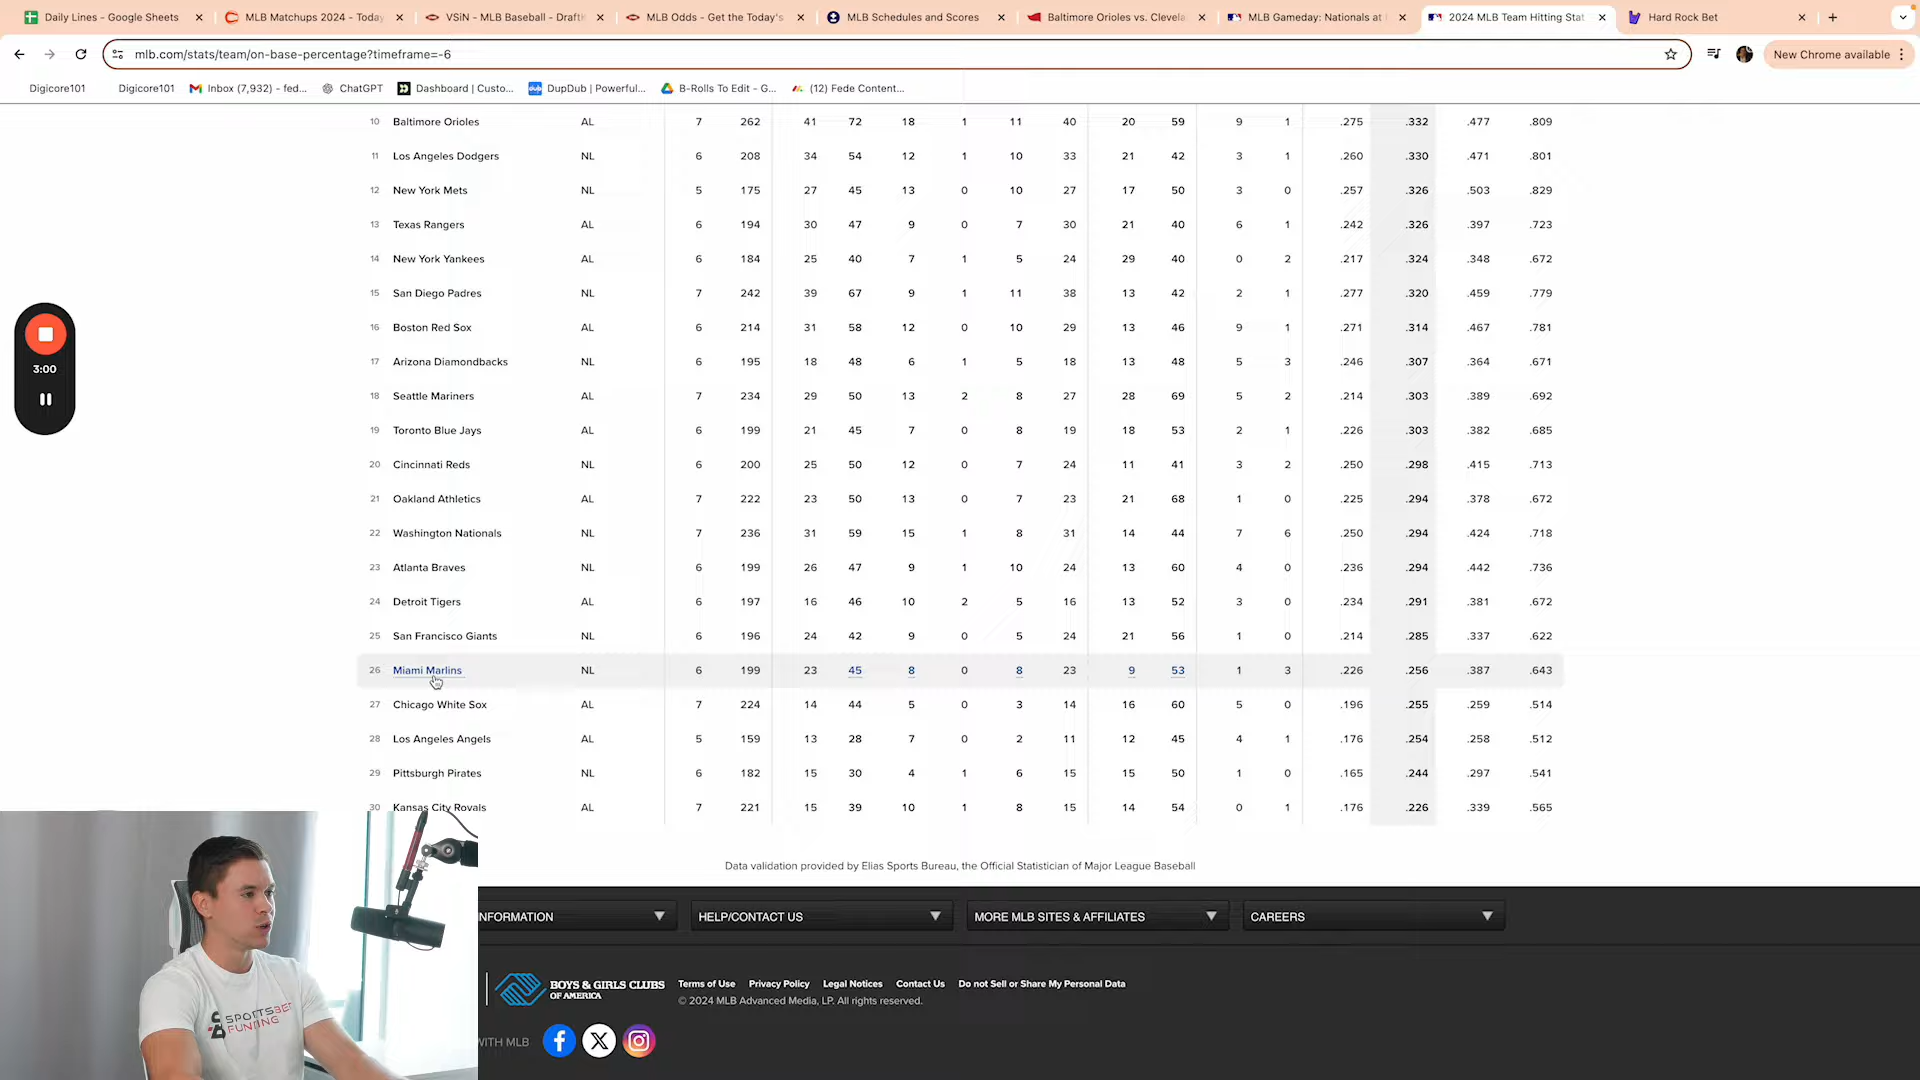 Daily Lines - Google Sheets
MLB Matchups 2024 - Today
VSiN - MLB Baseball - DraftK
MLB Odds - Get the Today's
MLB Schedules and Scores
Baltimore Orioles vs. Clevela
MLB Gameday: Nationals at
2024 MLB Team Hitting Stat
Hard Rock Bet
mlb.com/stats/team/on-base-percentage?timeframe=-6
New Chrome available
Digicore101 Digicore101 Inbox (7,932) - fed... ChatGPT Dashboard | Custo... DupDub | Powerful... B-Rolls To Edit - G... (12) Fede Content...
10 Baltimore Orioles AL 7 262 41 72 18 1 11 40 20 59 9 1 .275 .332 .477 .809
11 Los Angeles Dodgers NL 6 208 34 54 12 1 10 33 21 42 3 1 .260 .330 .471 .801
12 New York Mets NL 5 175 27 45 13 0 10 27 17 50 3 0 .257 .326 .503 .829
13 Texas Rangers AL 6 194 30 47 9 0 7 30 21 40 6 1 .242 .326 .397 .723
14 New York Yankees AL 6 184 25 40 7 1 5 24 29 40 0 2 .217 .324 .348 .672
15 San Diego Padres NL 7 242 39 67 9 1 11 38 13 42 2 1 .277 .320 .459 .779
16 Boston Red Sox AL 6 214 31 58 12 0 10 29 13 46 9 1 .271 .314 .467 .781
17 Arizona Diamondbacks NL 6 195 18 48 6 1 5 18 13 48 5 3 .246 .307 .364 .671
18 Seattle Mariners AL 7 234 29 50 13 2 8 27 28 69 5 2 .214 .303 .389 .692
19 Toronto Blue Jays AL 6 199 21 45 7 0 8 19 18 53 2 1 .226 .303 .382 .685
20 Cincinnati Reds NL 6 200 25 50 12 0 7 24 11 41 3 2 .250 .298 .415 .713
21 Oakland Athletics AL 7 222 23 50 13 0 7 23 21 68 1 0 .225 .294 .378 .672
22 Washington Nationals NL 7 236 31 59 15 1 8 31 14 44 7 6 .250 .294 .424 .718
23 Atlanta Braves NL 6 199 26 47 9 1 10 24 13 60 4 0 .236 .294 .442 .736
24 Detroit Tigers AL 6 197 16 46 10 2 5 16 13 52 3 0 .234 .291 .381 .672
25 San Francisco Giants NL 6 196 24 42 9 0 5 24 21 56 1 0 .214 .285 .337 .622
26 Miami Marlins NL 6 199 23 45 8 0 8 23 9 53 1 3 .226 .256 .387 .643
27 Chicago White Sox AL 7 224 14 44 5 0 3 14 16 60 5 0 .196 .255 .259 .514
28 Los Angeles Angels AL 5 159 13 28 7 0 2 11 12 45 4 1 .176 .254 .258 .512
29 Pittsburgh Pirates NL 6 182 15 30 4 1 6 15 15 50 1 0 .165 .244 .297 .541
30 Kansas City Royals AL 7 221 15 39 10 1 8 15 14 54 0 1 .176 .226 .339 .565
3:00
Data validation provided by Elias Sports Bureau, the Official Statistician of Major League Baseball
NFORMATION HELP/CONTACT US MORE MLB SITES & AFFILIATES CAREERS
BOYS & GIRLS CLUBS
OF AMERICA
Terms of Use Privacy Policy Legal Notices Contact Us Do not Sell or Share My Personal Data
© 2024 MLB Advanced Media, LP. All rights reserved.
WITH MLB
SPORTSBET
FUNDING